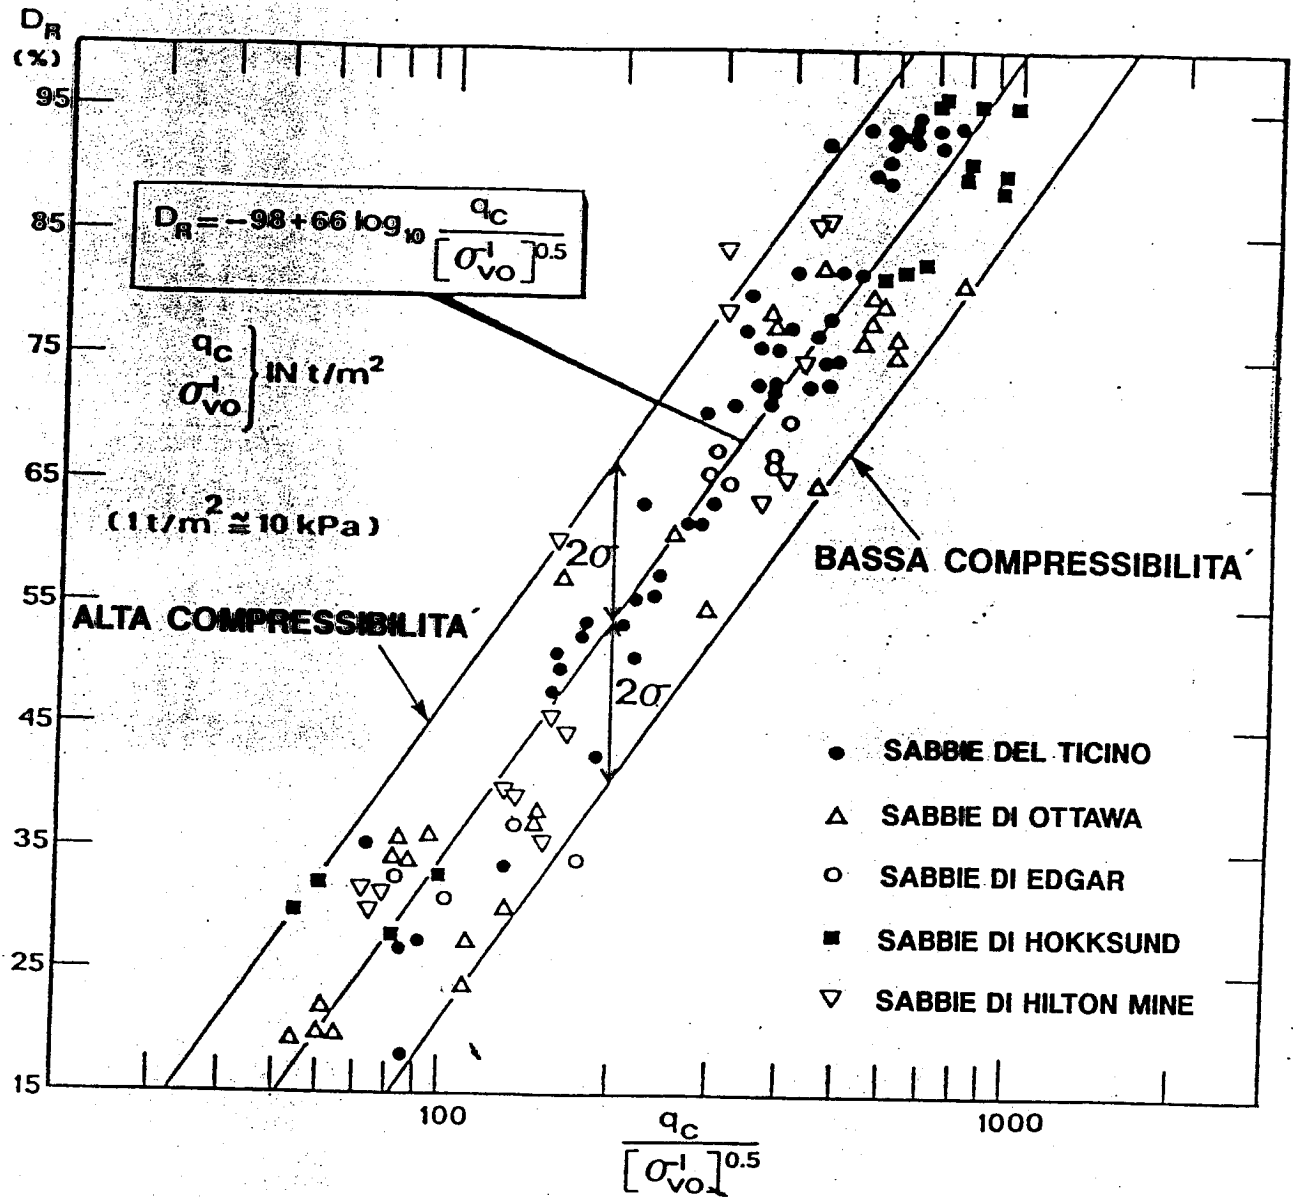 D_R
(%)
95
85
75
65
55
45
35
25
15
D_R = -98+66 log₁₀ q_C / [σ'_VO]^0.5
q_C
σ'_VO } IN t/m²
(1 t/m² ≅ 10 kPa)
2σ
2σ
BASSA COMPRESSIBILITA´
ALTA COMPRESSIBILITA´
SABBIE DEL TICINO
SABBIE DI OTTAWA
SABBIE DI EDGAR
SABBIE DI HOKKSUND
SABBIE DI HILTON MINE
100
1000
q_C / [σ'_VO]^0.5